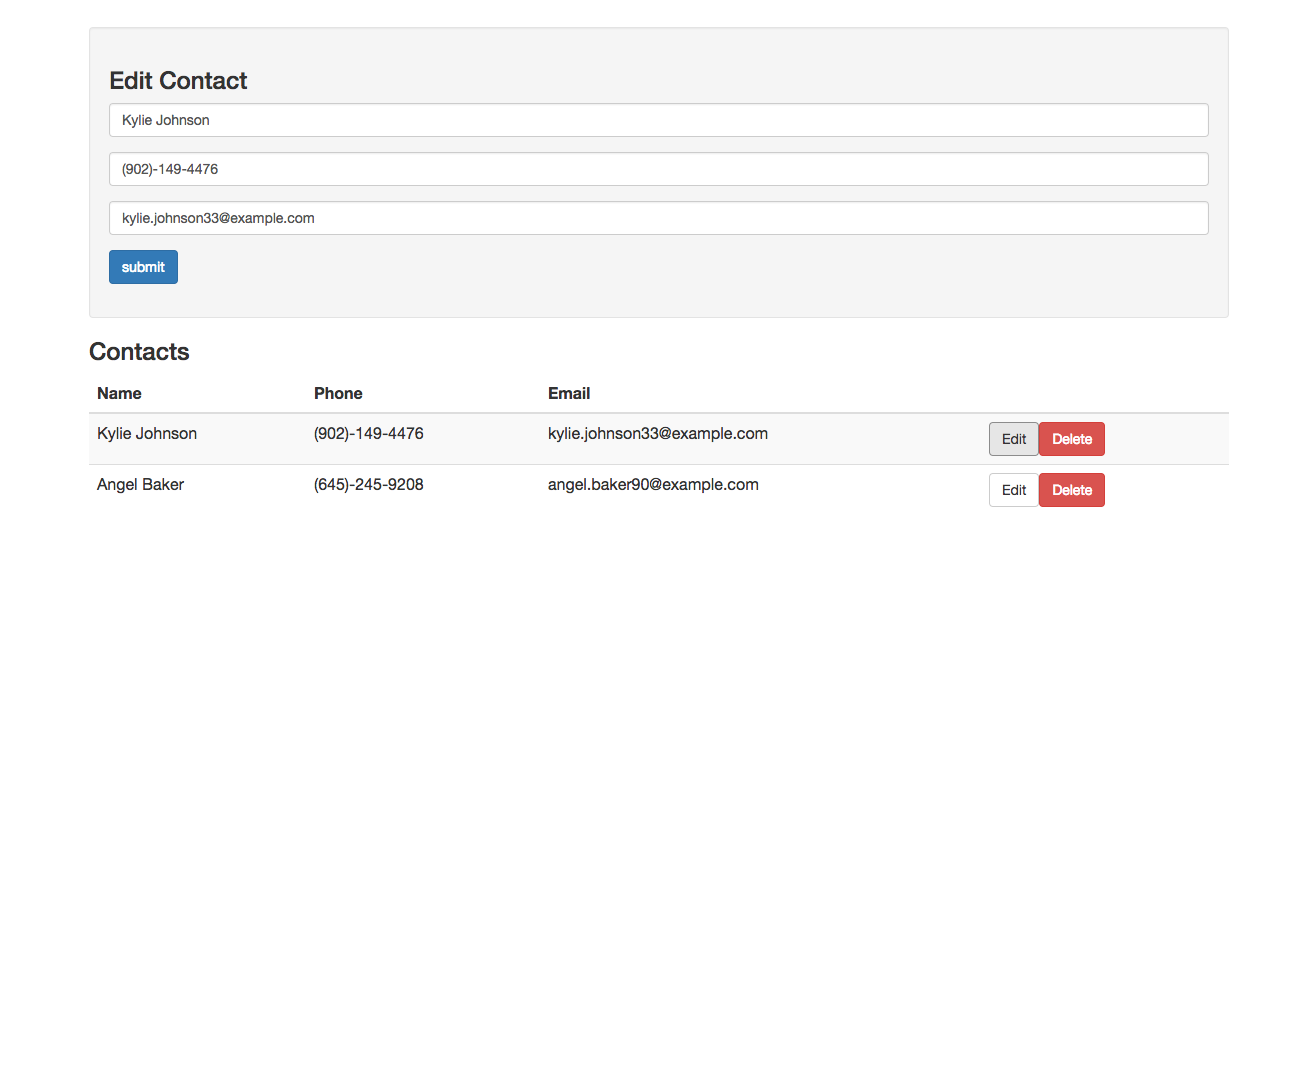 Edit Contact
Kylie Johnson
(902)-149-4476
kylie.johnson33@example.com
submit
Contacts
Name Phone Email
Kylie Johnson (902)-149-4476 kylie.johnson33@example.com Edit Delete
Angel Baker (645)-245-9208 angel.baker90@example.com Edit Delete